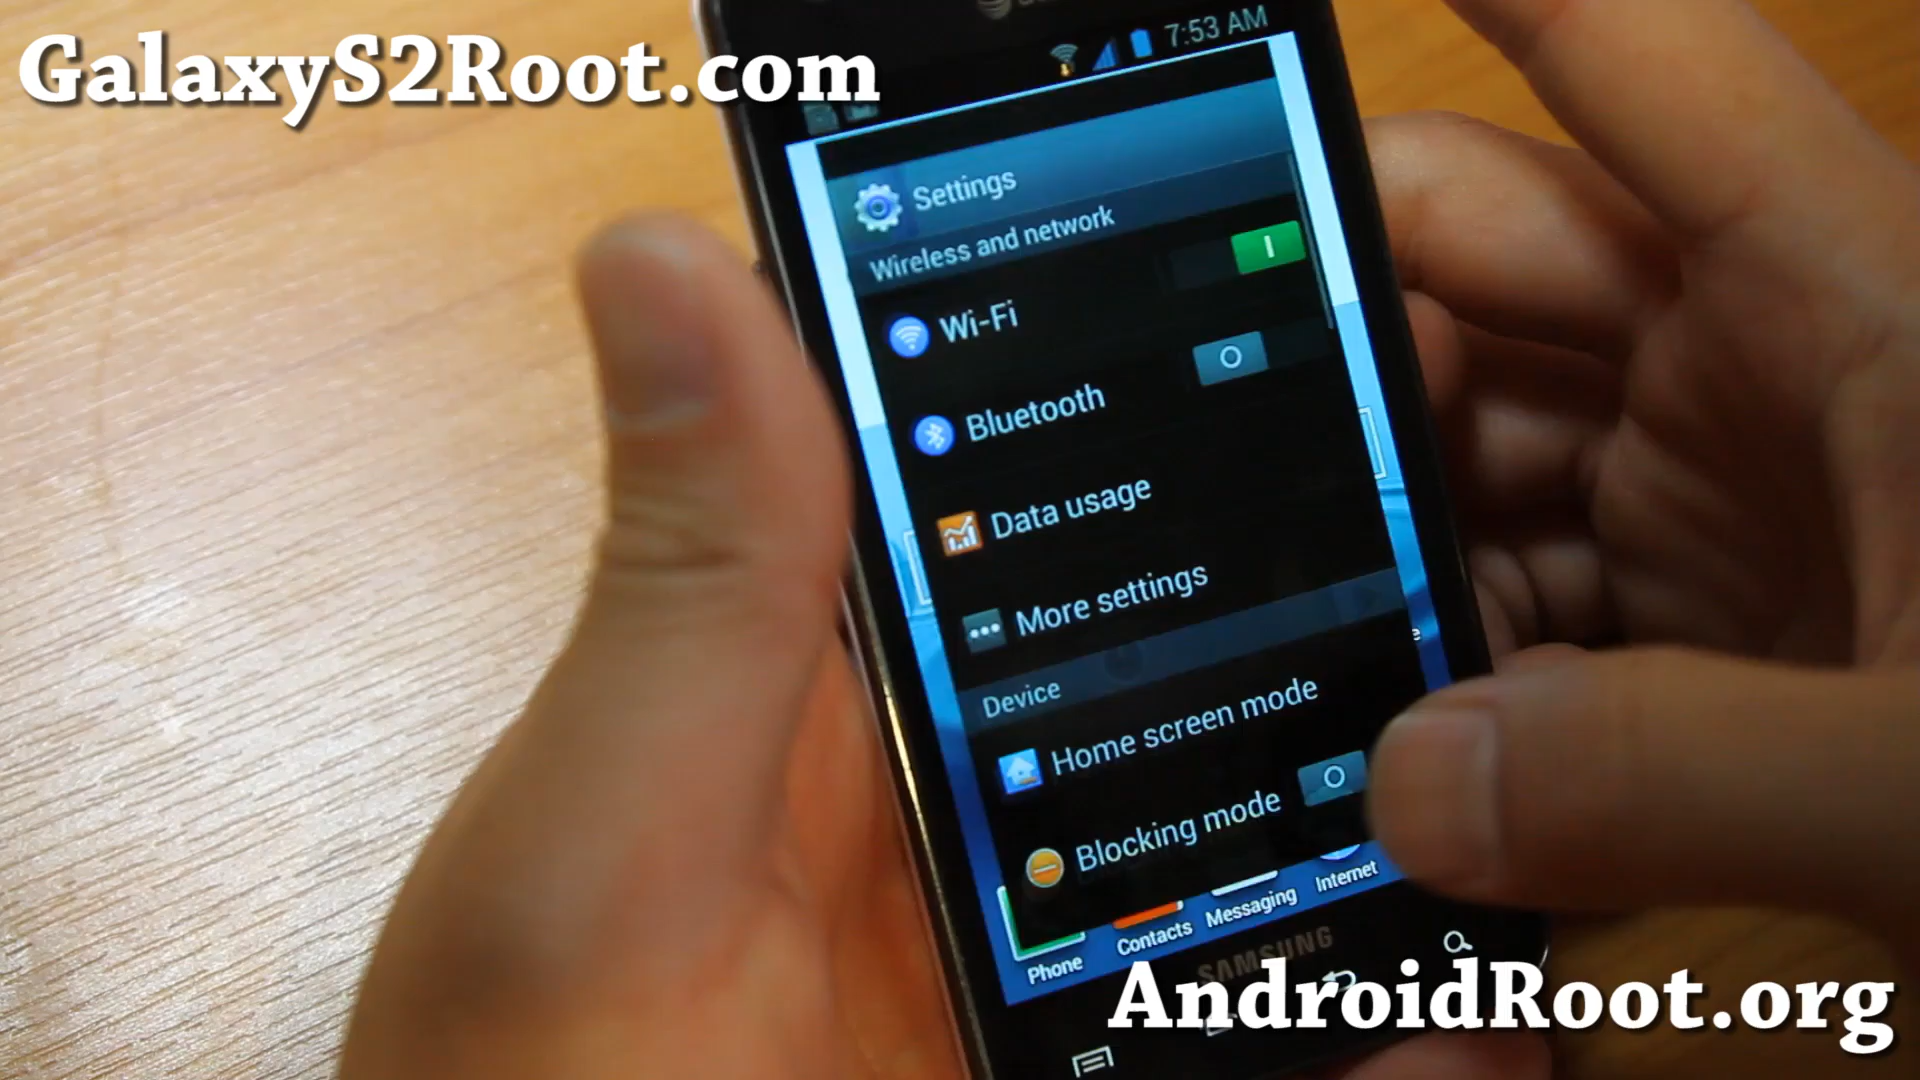 GalaxyS2Root.com
7:53 AM
Settings
Wireless and network
Wi-Fi
Bluetooth
Data usage
More settings
Device
Home screen mode
Blocking mode
Phone
Contacts
Messaging
Internet
SAMSUNG
AndroidRoot.org